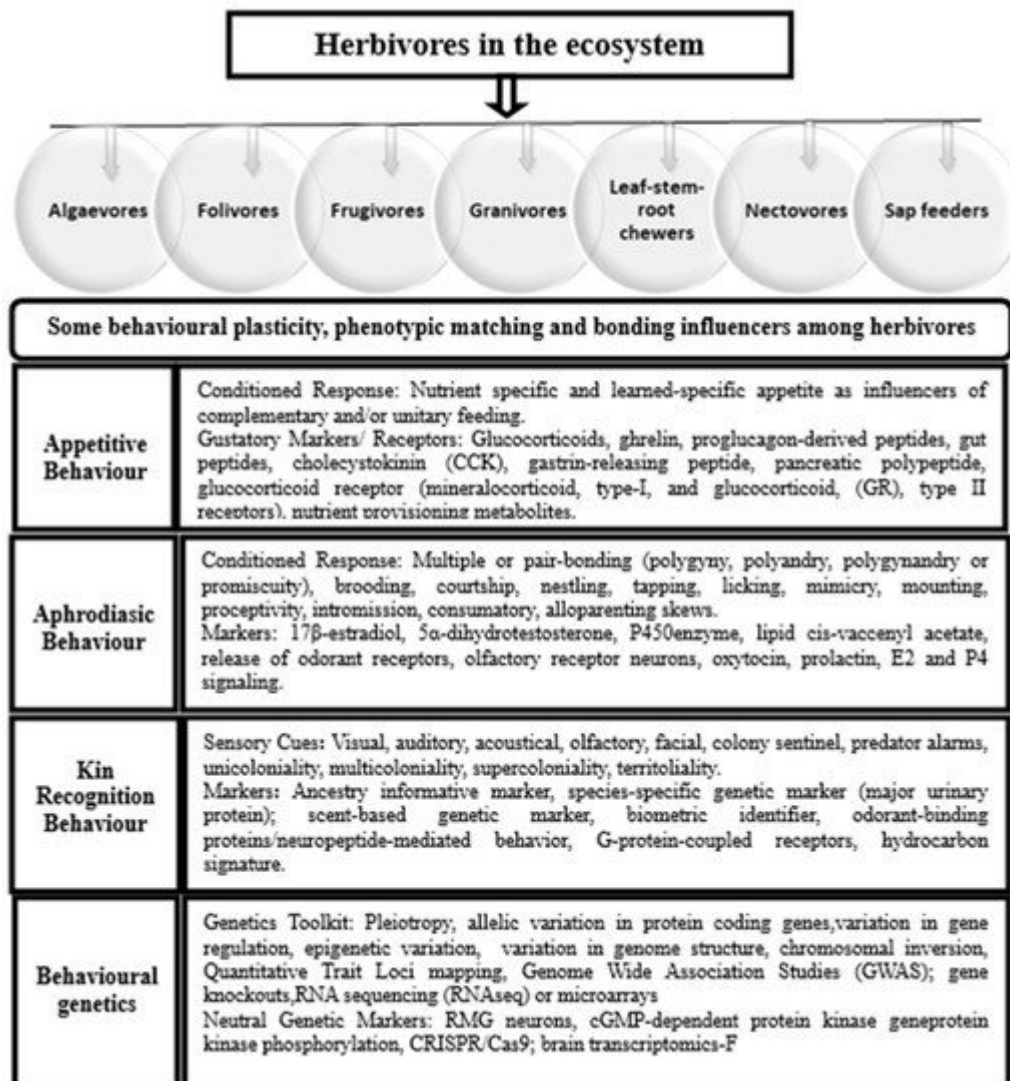 Herbivores in the ecosystem
Algaevores
Folivores
Frugivores
Granivores
Leaf-stem-
root
chewers
Nectovores
Sap feeders
Some behavioural plasticity, phenotypic matching and bonding influencers among herbivores
Appetitive
Behaviour
Conditioned Response: Nutrient specific and learned-specific appetite as influencers of
complementary and/or unitary feeding.
Gustatory Markers/ Receptors: Glucocorticoids, ghrelin, proglucagon-derived peptides, gut
peptides, cholecystokinin (CCK), gastrin-releasing peptide, pancreatic polypeptide,
glucocorticoid receptor (mineralocorticoid, type-I, and glucocorticoid, (GR), type II
receptors), nutrient provisioning metabolites.
Aphrodiasic
Behaviour
Conditioned Response: Multiple or pair-bonding (polygyny, polyandry, polygynandry or
promiscuity), brooding, courtship, nestling, tapping, licking, mimicry, mounting,
proceptivity, intromission, consumatory, alloparenting skews.
Markers: 17β-estradiol, 5α-dihydrotestosterone, P450enzyme, lipid cis-vaccenyl acetate,
release of odorant receptors, olfactory receptor neurons, oxytocin, prolactin, E2 and P4
signaling.
Kin
Recognition
Behaviour
Sensory Cues: Visual, auditory, acoustical, olfactory, facial, colony sentinel, predator alarms,
unicoloniality, multicoloniality, supercoloniality, territoliality.
Markers: Ancestry informative marker, species-specific genetic marker (major urinary
protein); scent-based genetic marker, biometric identifier, odorant-binding
proteins/neuropeptide-mediated behavior, G-protein-coupled receptors, hydrocarbon
signature.
Behavioural
genetics
Genetics Toolkit: Pleiotropy, allelic variation in protein coding genes,variation in gene
regulation, epigenetic variation, variation in genome structure, chromosomal inversion,
Quantitative Trait Loci mapping, Genome Wide Association Studies (GWAS); gene
knockouts,RNA sequencing (RNAseq) or microarrays
Neutral Genetic Markers: RMG neurons, cGMP-dependent protein kinase geneprotein
kinase phosphorylation, CRISPR/Cas9; brain transcriptomics-F